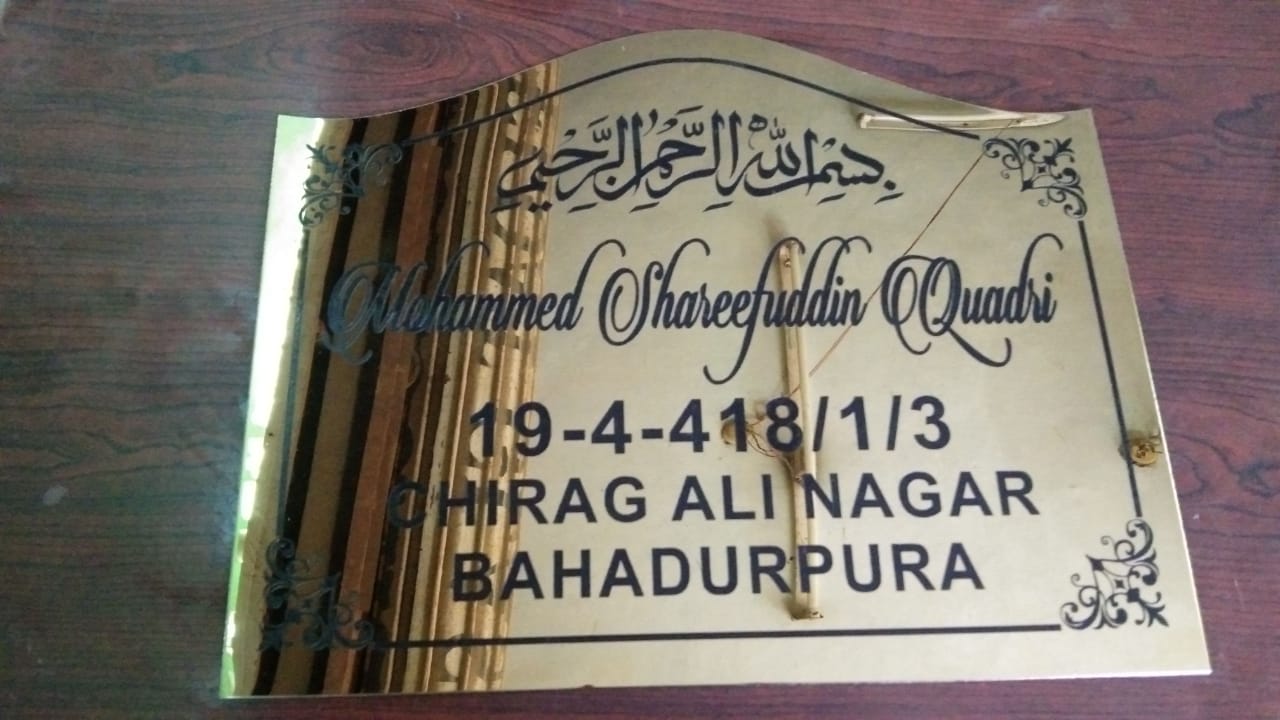 بسم الله الرحمن الرحيم
Mohammed Shareefuddin Quadri
19-4-418/1/3
CHIRAG ALI NAGAR
BAHADURPURA